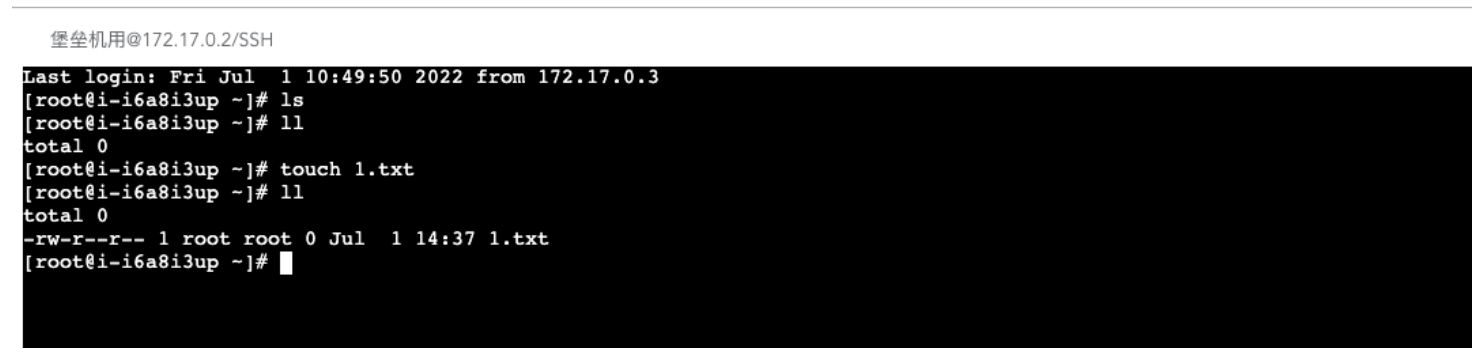 堡垒机用@172.17.0.2/SSH
Last login: Fri Jul  1 10:49:50 2022 from 172.17.0.3
[root@i-i6a8i3up ~]# ls
[root@i-i6a8i3up ~]# ll
total 0
[root@i-i6a8i3up ~]# touch 1.txt
[root@i-i6a8i3up ~]# ll
total 0
-rw-r--r-- 1 root root 0 Jul  1 14:37 1.txt
[root@i-i6a8i3up ~]#